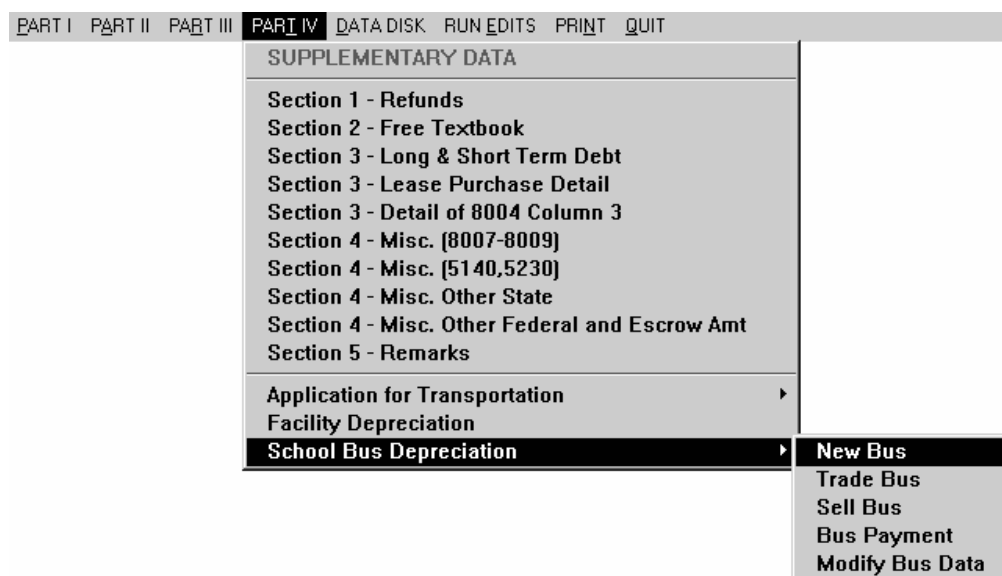 PART I PART II PART III PART IV DATA DISK RUN EDITS PRINT QUIT
SUPPLEMENTARY DATA
Section 1 - Refunds
Section 2 - Free Textbook
Section 3 - Long & Short Term Debt
Section 3 - Lease Purchase Detail
Section 3 - Detail of 8004 Column 3
Section 4 - Misc. (8007-8009)
Section 4 - Misc. (5140,5230)
Section 4 - Misc. Other State
Section 4 - Misc. Other Federal and Escrow Amt
Section 5 - Remarks
Application for Transportation
Facility Depreciation
School Bus Depreciation
New Bus
Trade Bus
Sell Bus
Bus Payment
Modify Bus Data